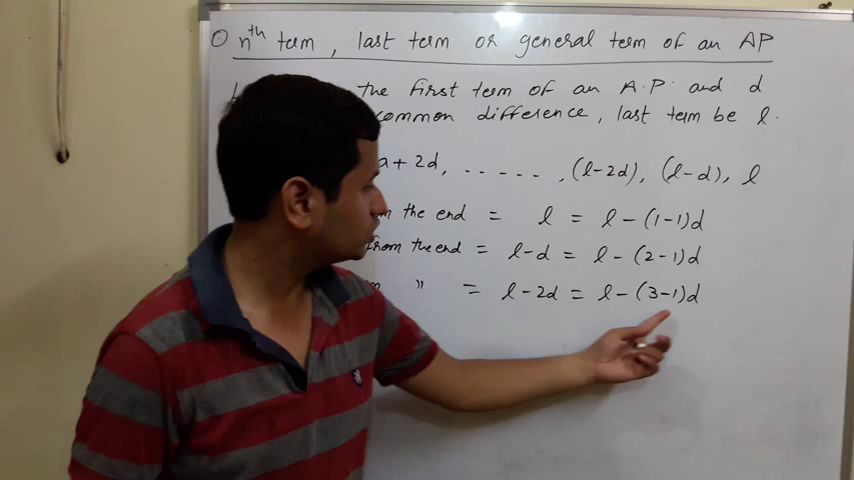 O nth term, last term or general term of an AP
the first term of an A.P. and d
common difference, last term be l.
a + 2d, ......, (l-2d), (l-d), l
the end = l = l - (1-1)d
from the end = l-d = l - (2-1)d
" = l - 2d = l - (3-1)d